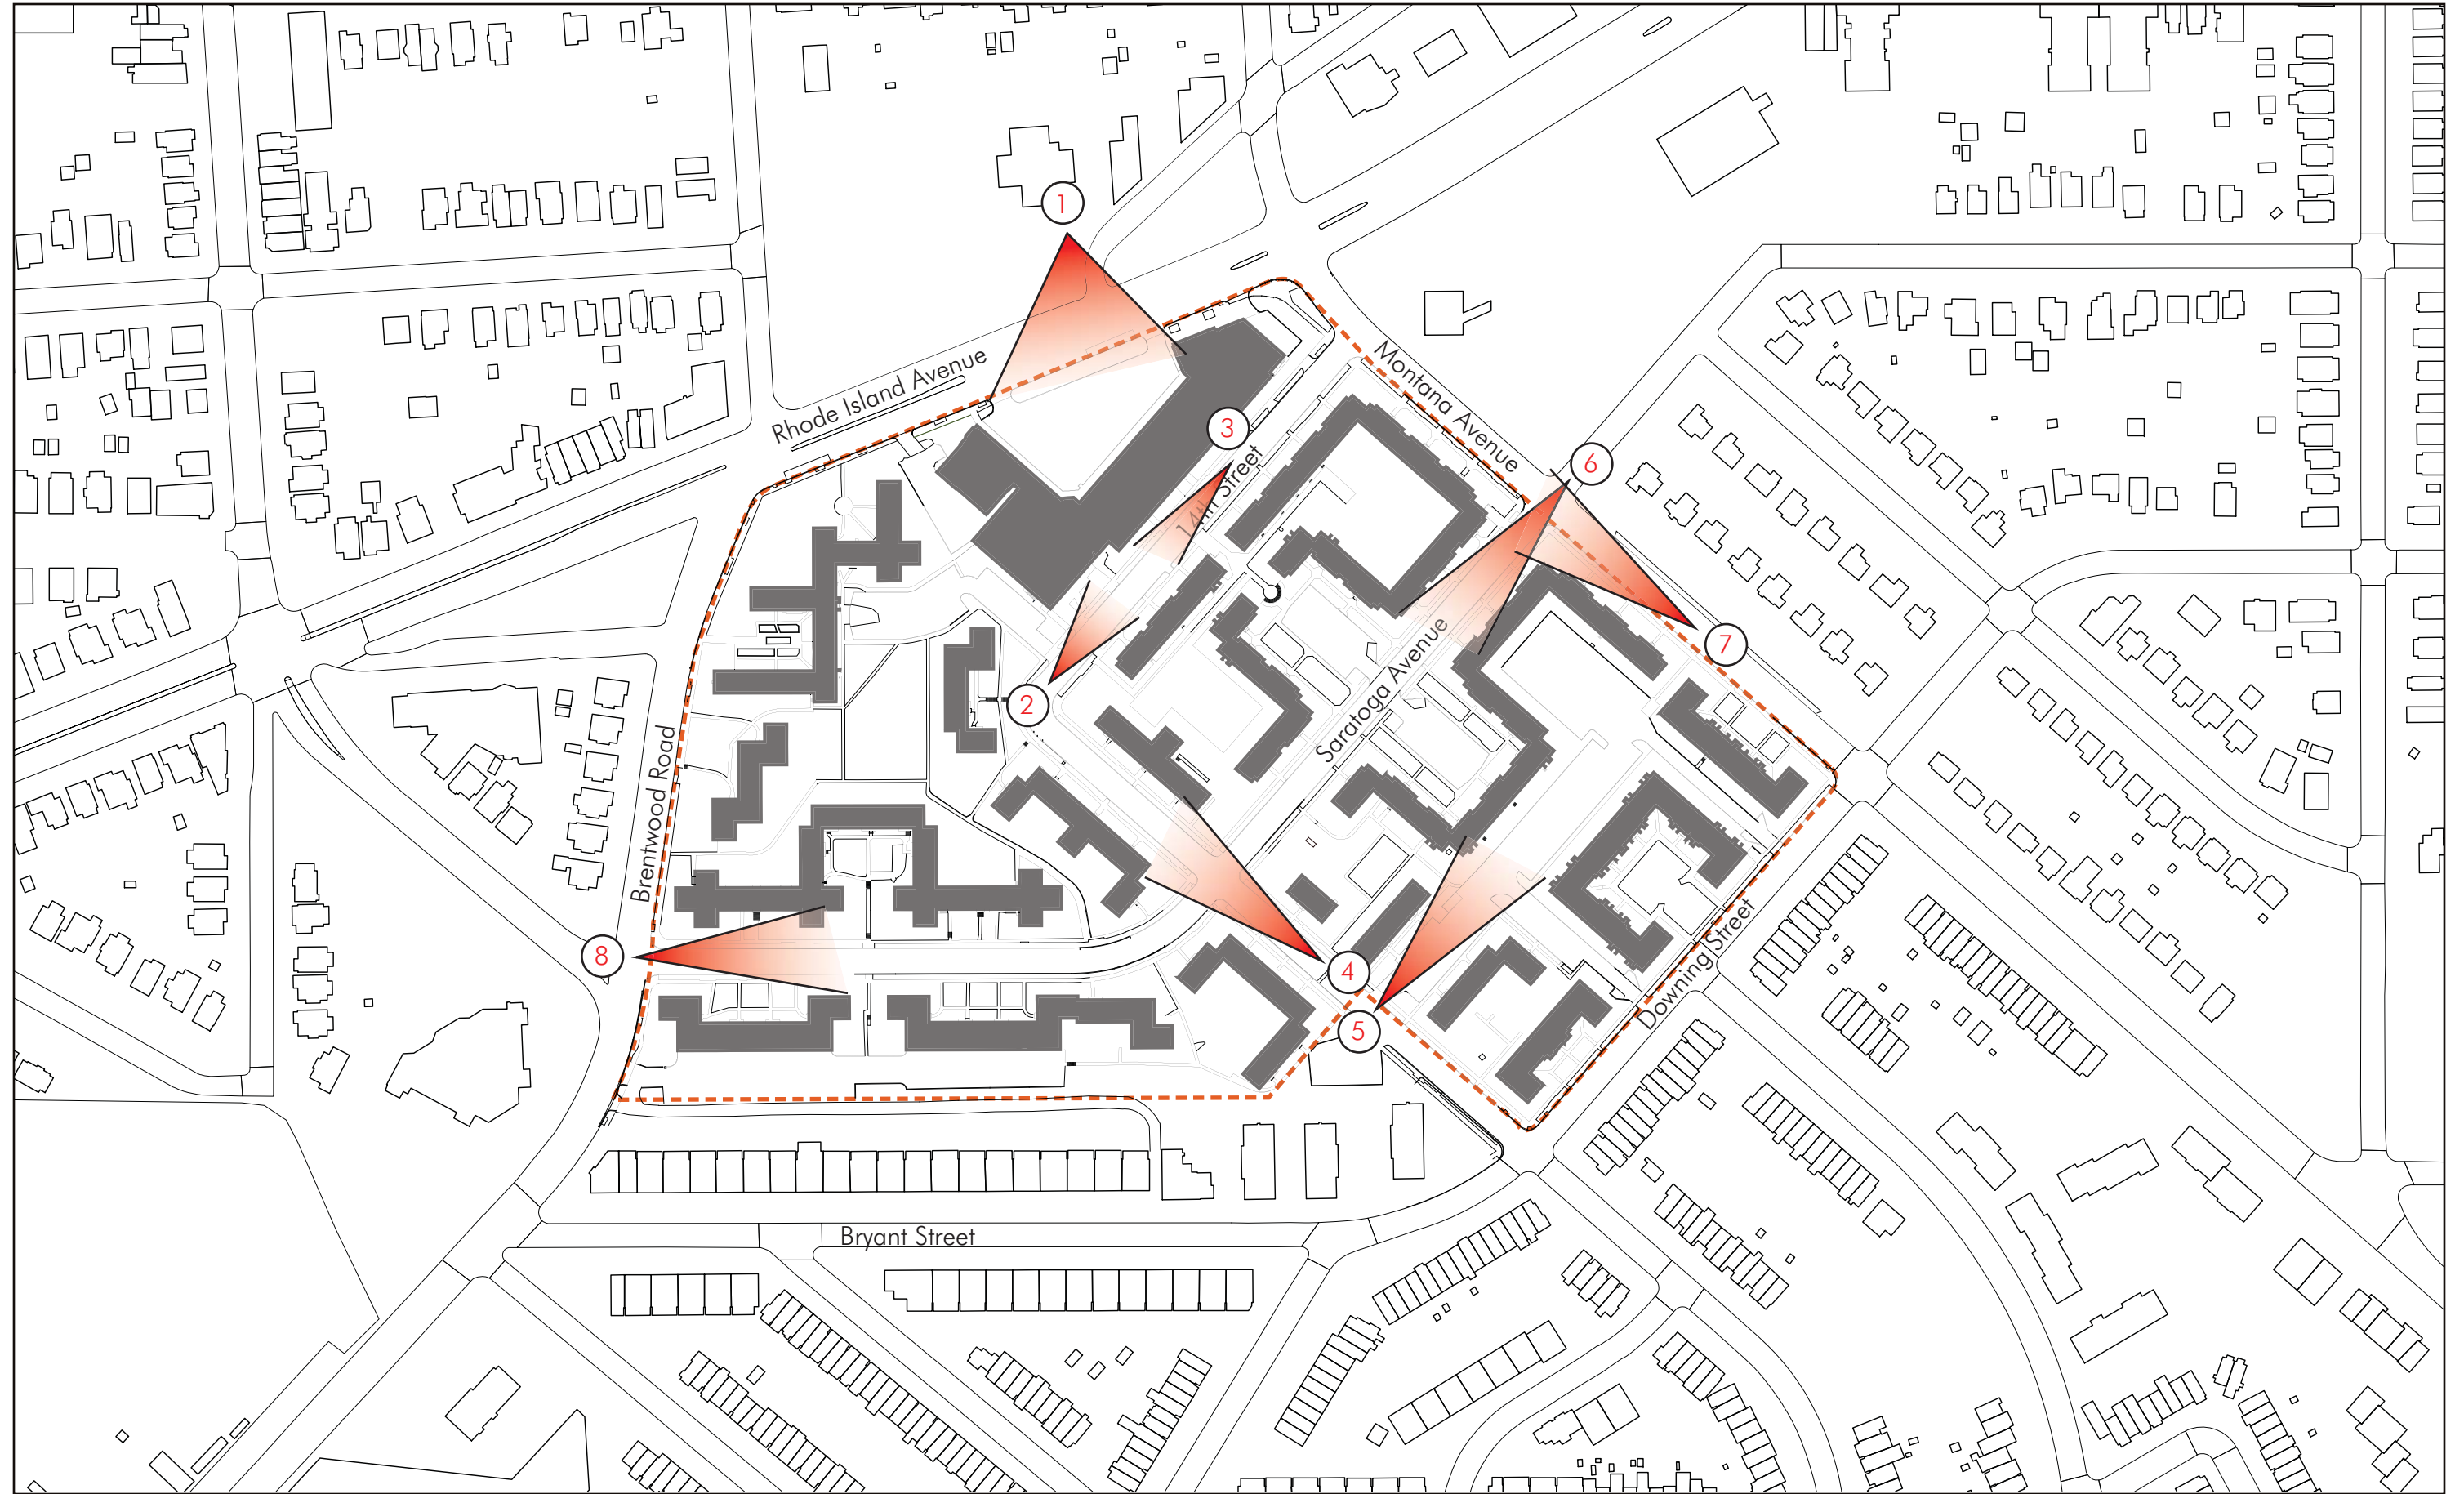 1
Rhode Island Avenue
Montana Avenue
3
14th Street
6
7
2
Saratoga Avenue
Brentwood Road
8
4
5
Downing Street
Bryant Street